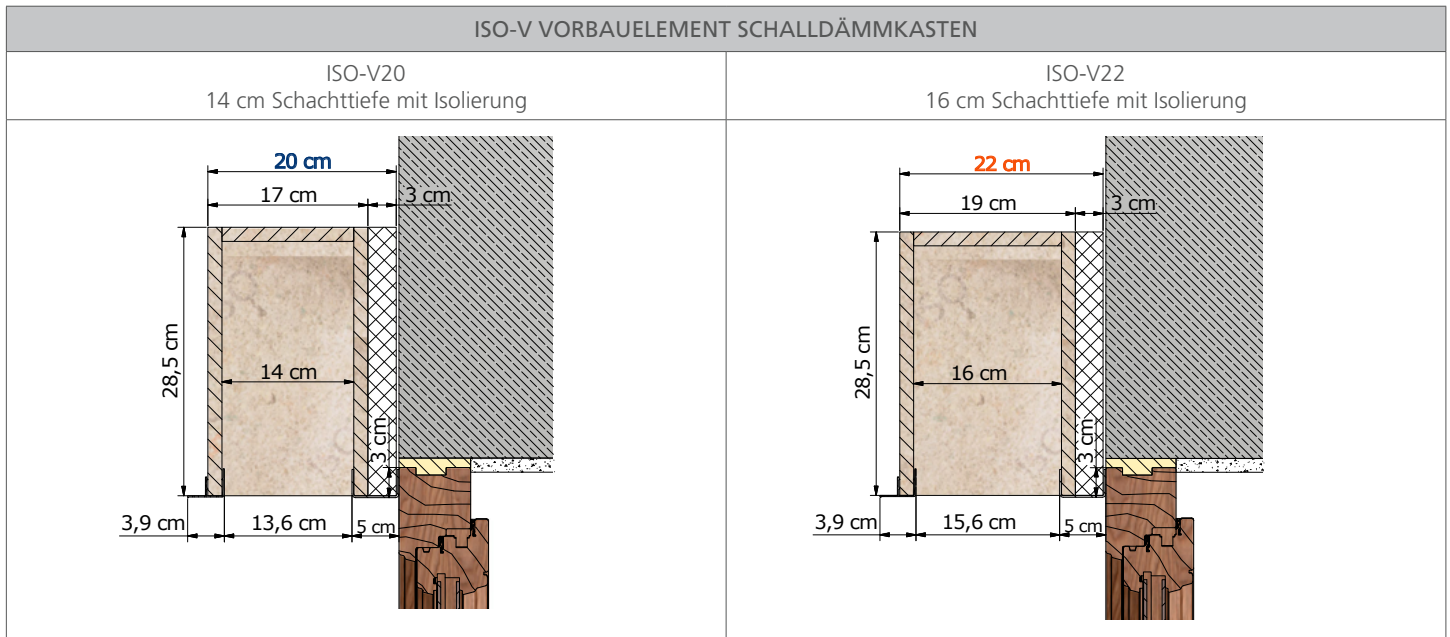 ISO-V VORBAUELEMENT SCHALLDÄMMKASTEN
ISO-V20
14 cm Schachttiefe mit Isolierung
20 cm
17 cm
3 cm
28,5 cm
14 cm
3 cm
3,9 cm
13,6 cm
5 cm
ISO-V22
16 cm Schachttiefe mit Isolierung
22 cm
19 cm
3 cm
28,5 cm
16 cm
3 cm
3,9 cm
15,6 cm
5 cm